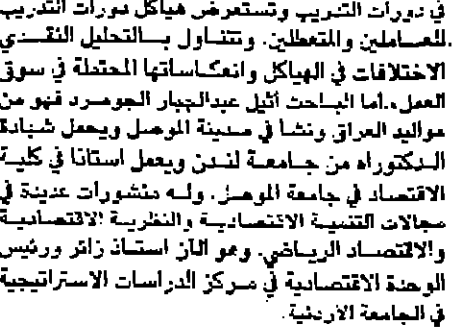 في دورات التدريب وتستعرض هياكل دورات التدريب
للعاملين والمتعطلين. وتتناول بالتحليل النقدي
الاختلافات في الهياكل وانعكاساتها المحتملة في سوق
العمل. أما الباحث أثيل عبدالجبار الجومرد فهو من
مواليد العراق ونشأ في مدينة الموصل ويحمل شهادة
الدكتوراه من جامعة لندن ويعمل استاذا في كلية
الاقتصاد في جامعة الموصل. وله منشورات عديدة في
مجالات التنمية الاقتصادية والنظرية الاقتصادية
والاقتصاد الرياضي. وهو الآن استاذ زائر ورئيس
الوحدة الاقتصادية في مركز الدراسات الاستراتيجية
في الجامعة الاردنية.